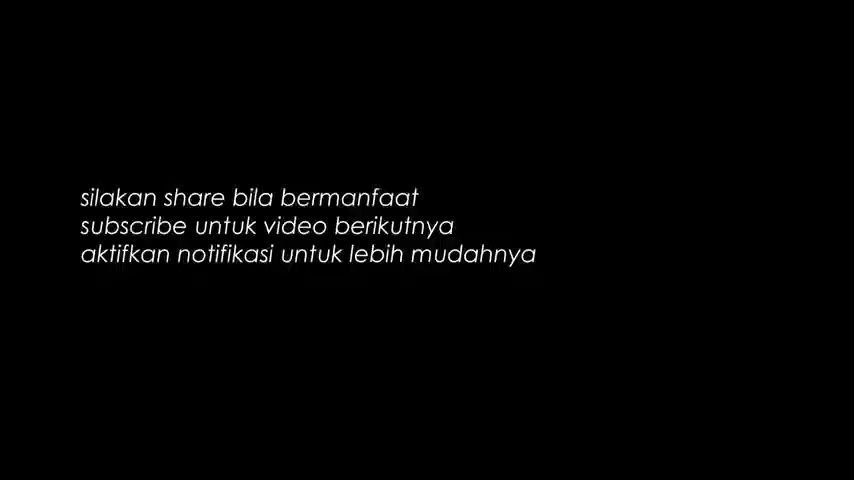 silakan share bila bermanfaat
subscribe untuk video berikutnya
aktifkan notifikasi untuk lebih mudahnya